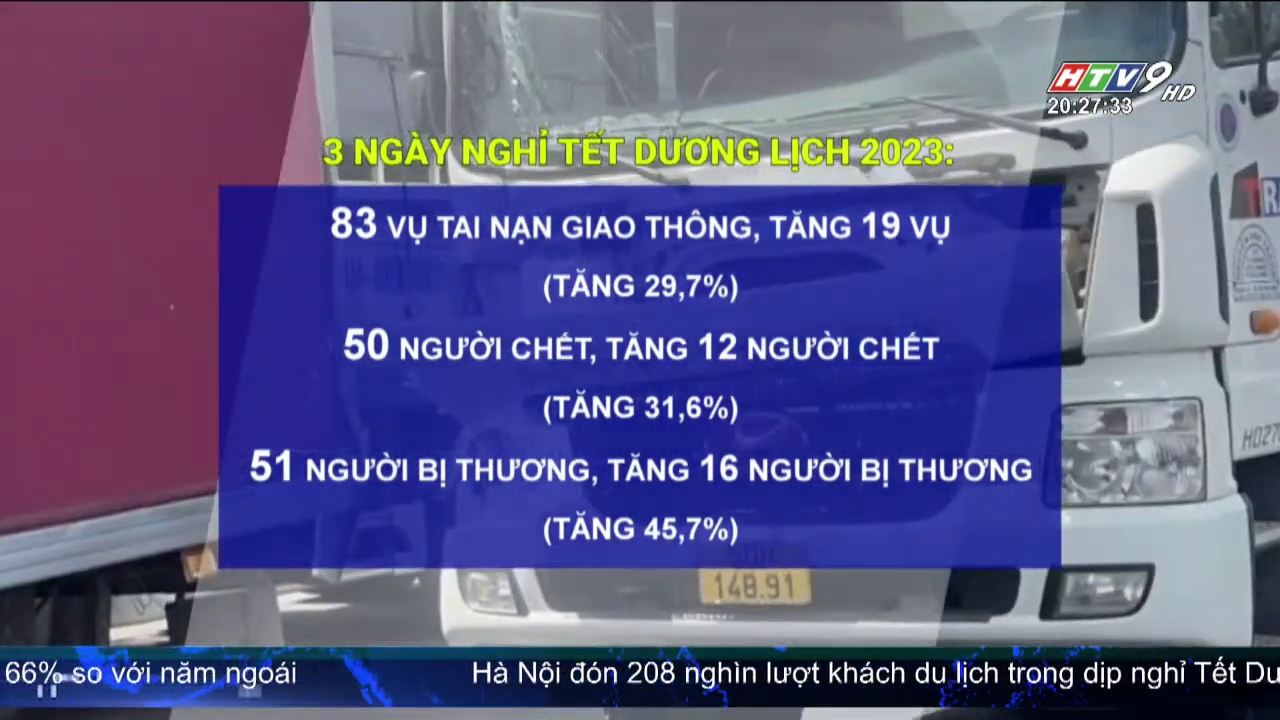 HTV9 HD
20:27:33
3 NGÀY NGHỈ TẾT DƯƠNG LỊCH 2023:
83 VỤ TAI NẠN GIAO THÔNG, TĂNG 19 VỤ
(TĂNG 29,7%)
50 NGƯỜI CHẾT, TĂNG 12 NGƯỜI CHẾT
(TĂNG 31,6%)
51 NGƯỜI BỊ THƯƠNG, TĂNG 16 NGƯỜI BỊ THƯƠNG
(TĂNG 45,7%)
148.91
66% so với năm ngoái Hà Nội đón 208 nghìn lượt khách du lịch trong dịp nghỉ Tết Du